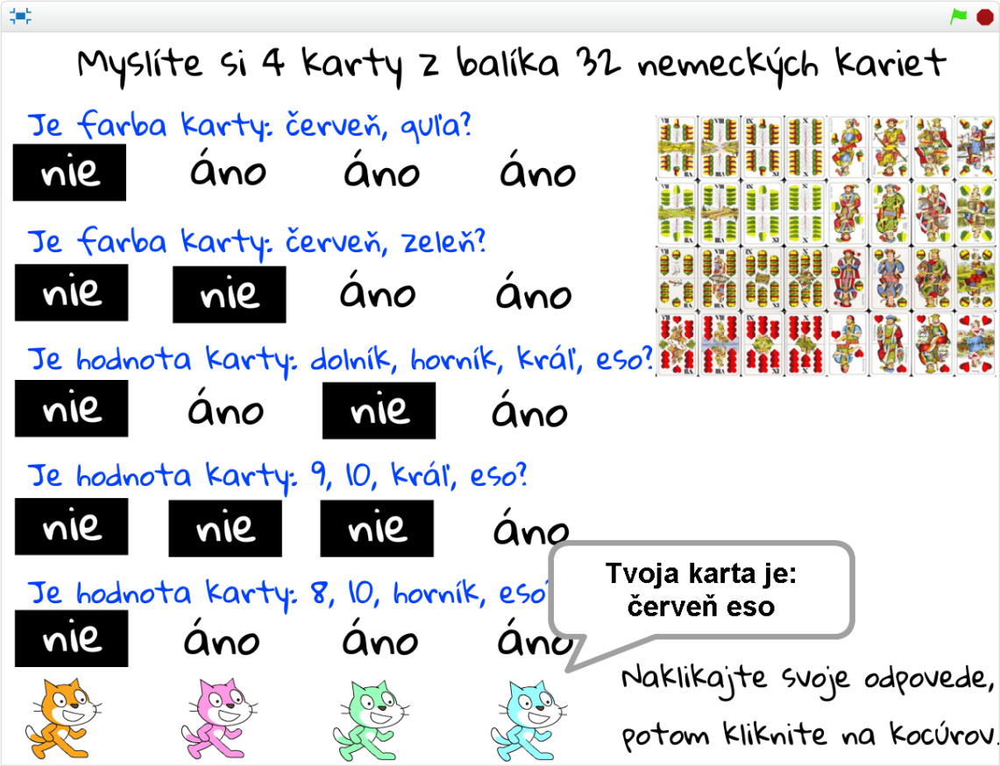 Myslíte si 4 karty z balíka 32 nemeckých kariet
Je farba karty: červeň, guľa?
nie áno áno áno
Je farba karty: červeň, zeleň?
nie nie áno áno
Je hodnota karty: dolník, horník, kráľ, eso?
nie áno nie áno
Je hodnota karty: 9, 10, kráľ, eso?
nie nie nie áno
Je hodnota karty: 8, 10, horník, eso?
nie áno áno áno
Tvoja karta je:
červeň eso
Naklikajte svoje odpovede,
potom kliknite na kocúrov.